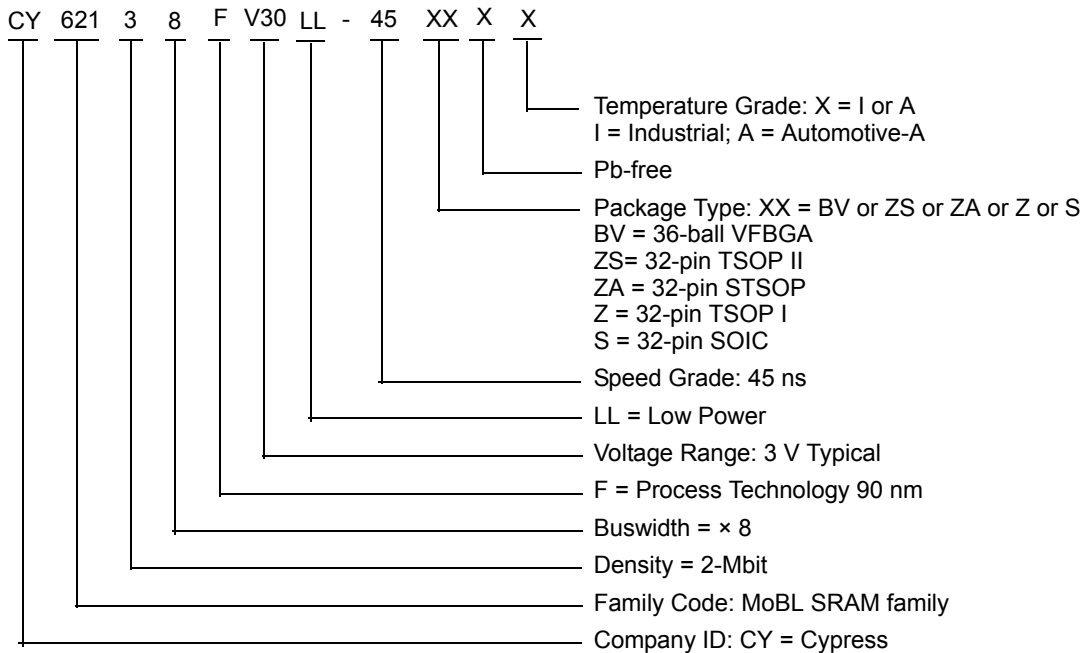 CY 621 3 8 F V30 LL - 45 XX X X
Temperature Grade: X = I or A
I = Industrial; A = Automotive-A
Pb-free
Package Type: XX = BV or ZS or ZA or Z or S
BV = 36-ball VFBGA
ZS= 32-pin TSOP II
ZA = 32-pin STSOP
Z = 32-pin TSOP I
S = 32-pin SOIC
Speed Grade: 45 ns
LL = Low Power
Voltage Range: 3 V Typical
F = Process Technology 90 nm
Buswidth = × 8
Density = 2-Mbit
Family Code: MoBL SRAM family
Company ID: CY = Cypress